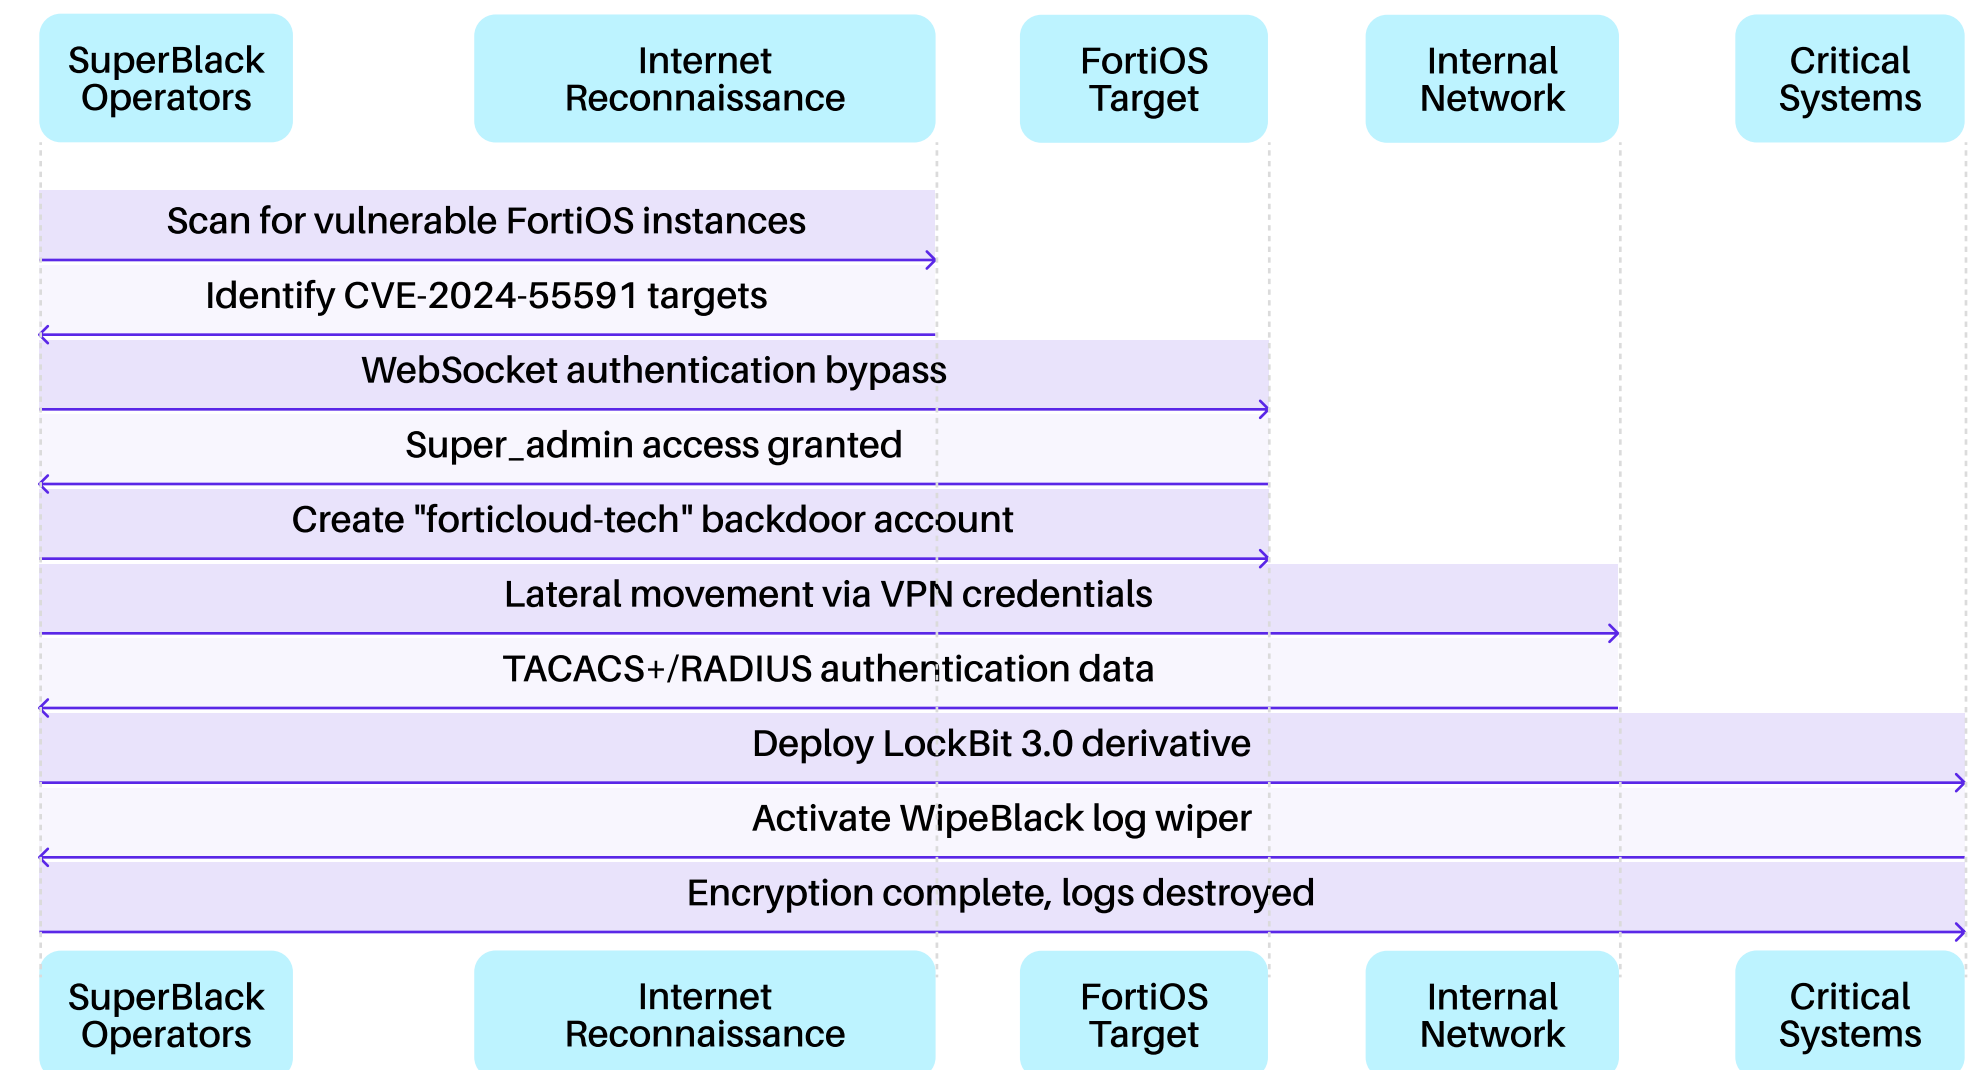 SuperBlack
Operators
Internet
Reconnaissance
FortiOS
Target
Internal
Network
Critical
Systems
Scan for vulnerable FortiOS instances
Identify CVE-2024-55591 targets
WebSocket authentication bypass
Super_admin access granted
Create "forticloud-tech" backdoor account
Lateral movement via VPN credentials
TACACS+/RADIUS authentication data
Deploy LockBit 3.0 derivative
Activate WipeBlack log wiper
Encryption complete, logs destroyed
SuperBlack
Operators
Internet
Reconnaissance
FortiOS
Target
Internal
Network
Critical
Systems